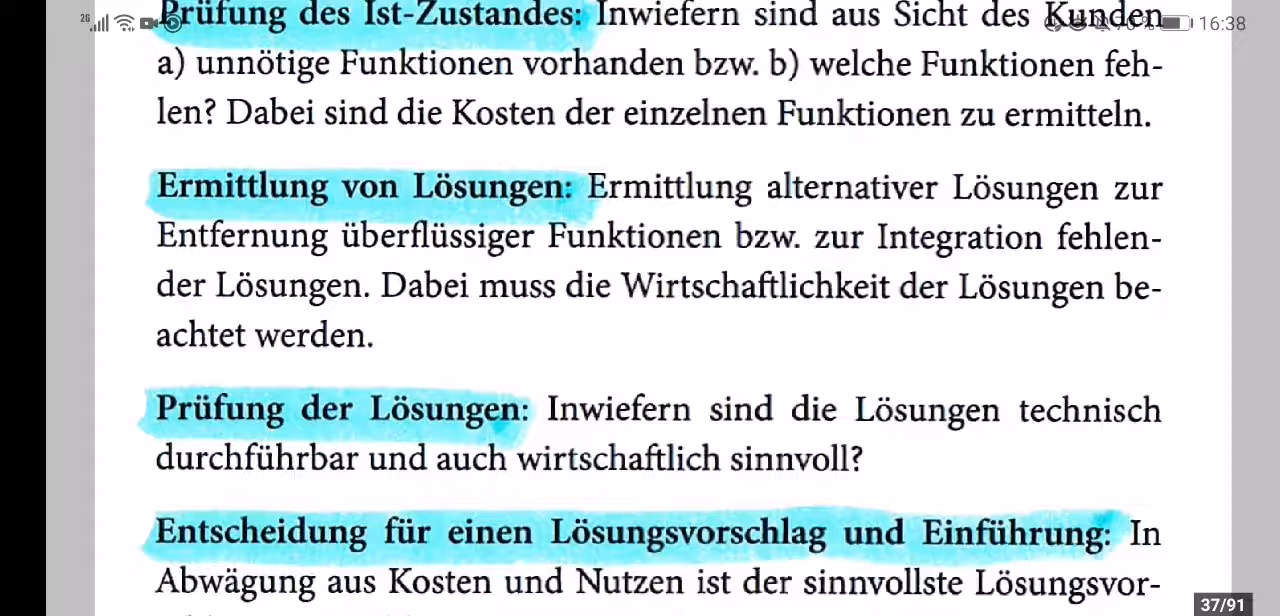 Prüfung des Ist-Zustandes: Inwiefern sind aus Sicht des Kunden
16:38
a) unnötige Funktionen vorhanden bzw. b) welche Funktionen feh-
len? Dabei sind die Kosten der einzelnen Funktionen zu ermitteln.
Ermittlung von Lösungen: Ermittlung alternativer Lösungen zur
Entfernung überflüssiger Funktionen bzw. zur Integration fehlen-
der Lösungen. Dabei muss die Wirtschaftlichkeit der Lösungen be-
achtet werden.
Prüfung der Lösungen: Inwiefern sind die Lösungen technisch
durchführbar und auch wirtschaftlich sinnvoll?
Entscheidung für einen Lösungsvorschlag und Einführung: In
Abwägung aus Kosten und Nutzen ist der sinnvollste Lösungsvor-
37/91